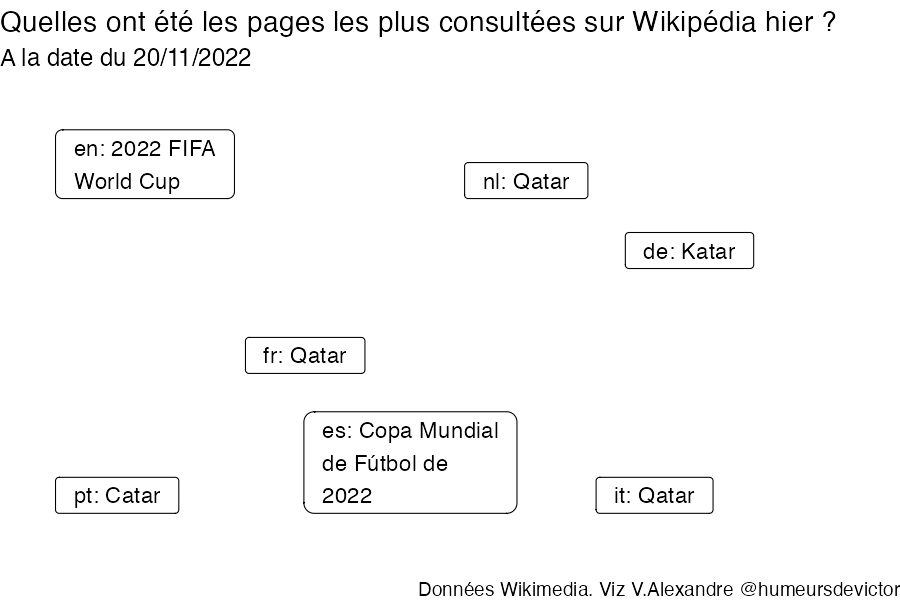 Quelles ont été les pages les plus consultées sur Wikipédia hier ?
A la date du 20/11/2022
en: 2022 FIFA
World Cup
nl: Qatar
de: Katar
fr: Qatar
es: Copa Mundial
de Fútbol de
2022
pt: Catar
it: Qatar
Données Wikimedia. Viz V.Alexandre @humeursdevictor